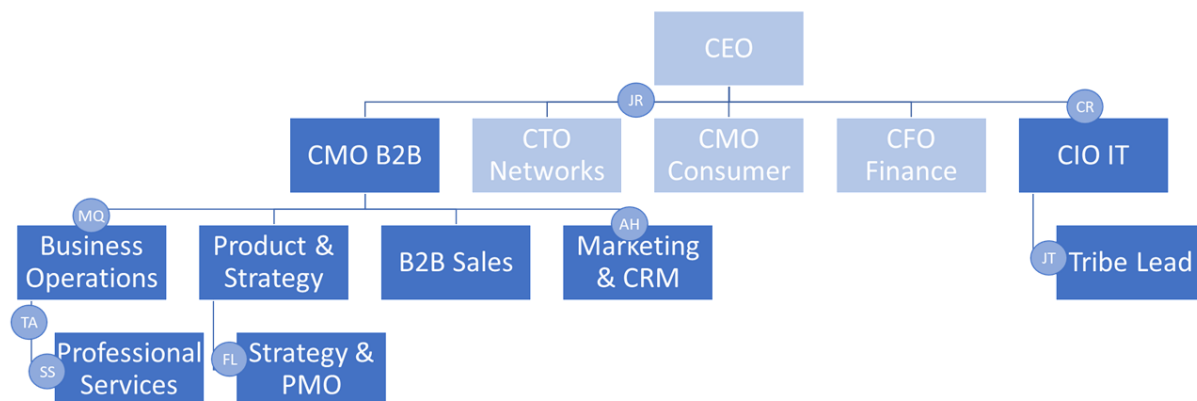 CEO
JR
CR
CMO B2B
CTO
Networks
CMO
Consumer
CFO
Finance
CIO IT
MQ
AH
Business
Operations
Product &
Strategy
B2B Sales
Marketing
& CRM
JT
Tribe Lead
TA
SS
Professional
Services
FL
Strategy &
PMO